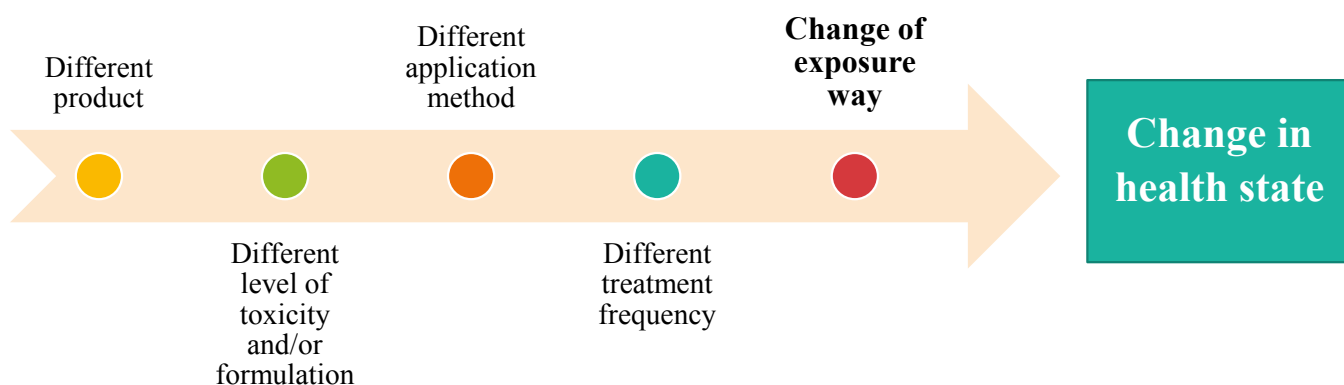 Different
product
Different
level of
toxicity
and/or
formulation
Different
application
method
Different
treatment
frequency
Change of
exposure
way
Change in
health state